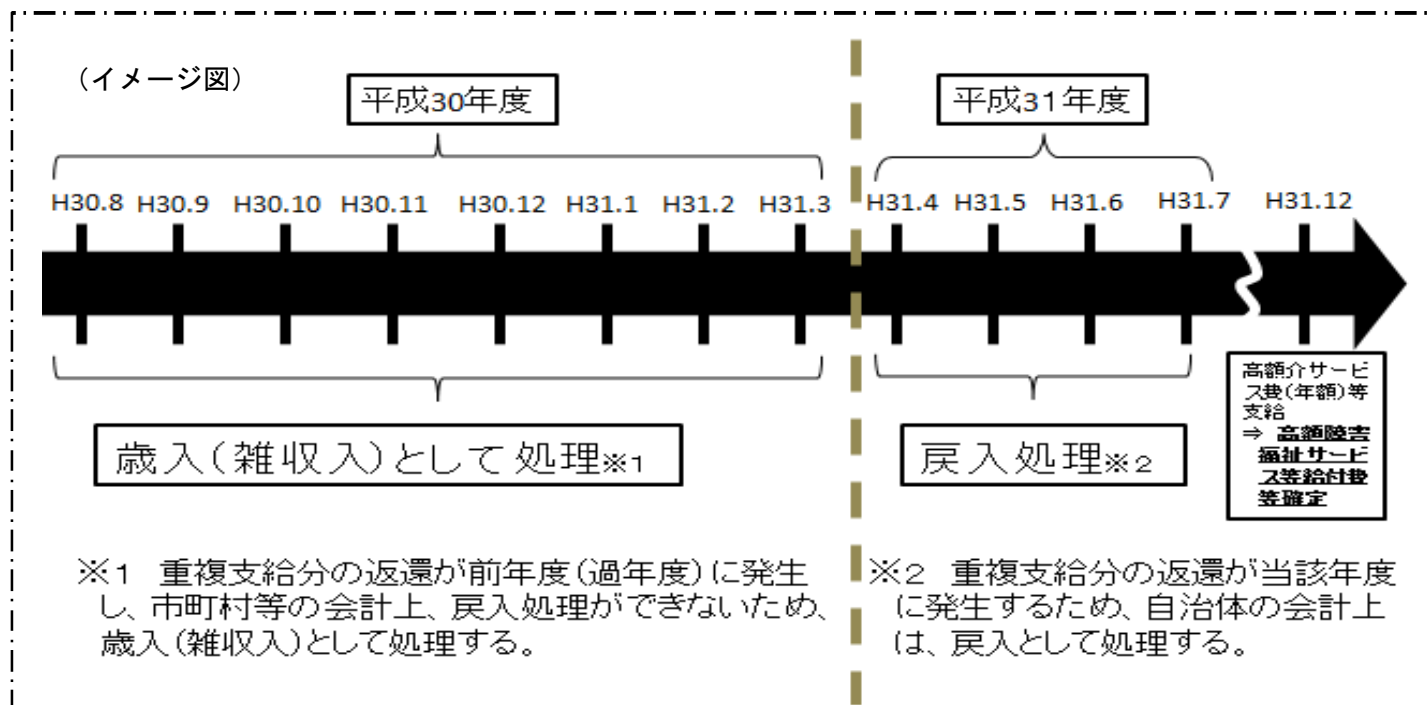 （イメージ図）
平成30年度
平成31年度
H30.8 H30.9 H30.10 H30.11 H30.12 H31.1 H31.2 H31.3 H31.4 H31.5 H31.6 H31.7 H31.12
歳入（雑収入）として処理※1
戻入処理※2
高額介サービ
ス費（年額）等
支給
⇒ 高額障害
福祉サービ
ス等給付費
等確定
※1 重複支給分の返還が前年度（過年度）に発生
し、市町村等の会計上、戻入処理ができないため、
歳入（雑収入）として処理する。
※2 重複支給分の返還が当該年度
に発生するため、自治体の会計上
は、戻入として処理する。